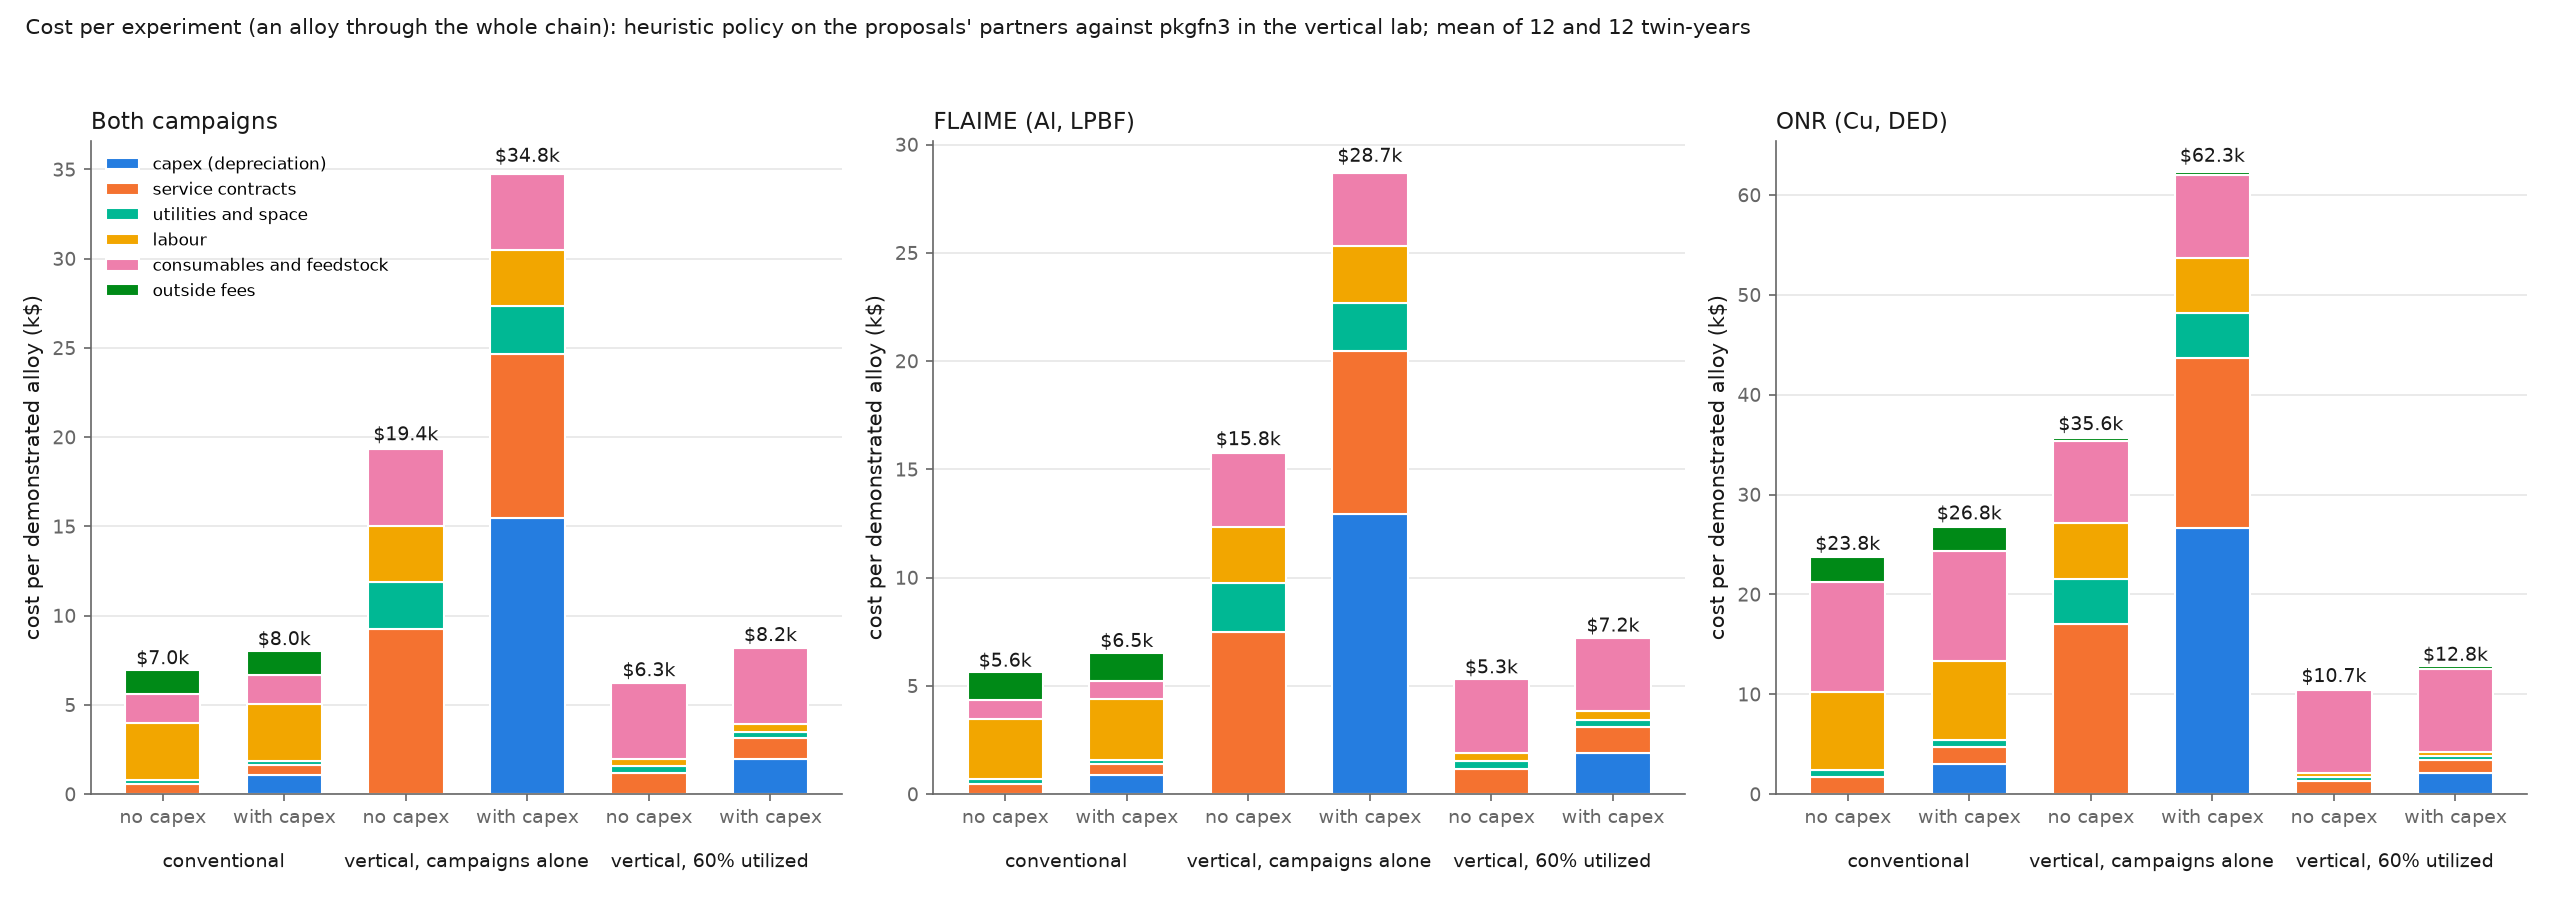 Cost per experiment (an alloy through the whole chain): heuristic policy on the proposals' partners against pkgfn3 in the vertical lab; mean of 12 and 12 twin-years
Both campaigns
capex (depreciation)
service contracts
utilities and space
labour
consumables and feedstock
outside fees
cost per demonstrated alloy (k$)
35
30
25
20
15
10
5
0
$7.0k
$8.0k
$19.4k
$34.8k
$6.3k
$8.2k
no capex
with capex
no capex
with capex
no capex
with capex
conventional
vertical, campaigns alone
vertical, 60% utilized
FLAIME (Al, LPBF)
cost per demonstrated alloy (k$)
30
25
20
15
10
5
0
$5.6k
$6.5k
$15.8k
$28.7k
$5.3k
$7.2k
no capex
with capex
no capex
with capex
no capex
with capex
conventional
vertical, campaigns alone
vertical, 60% utilized
ONR (Cu, DED)
cost per demonstrated alloy (k$)
60
50
40
30
20
10
0
$23.8k
$26.8k
$35.6k
$62.3k
$10.7k
$12.8k
no capex
with capex
no capex
with capex
no capex
with capex
conventional
vertical, campaigns alone
vertical, 60% utilized